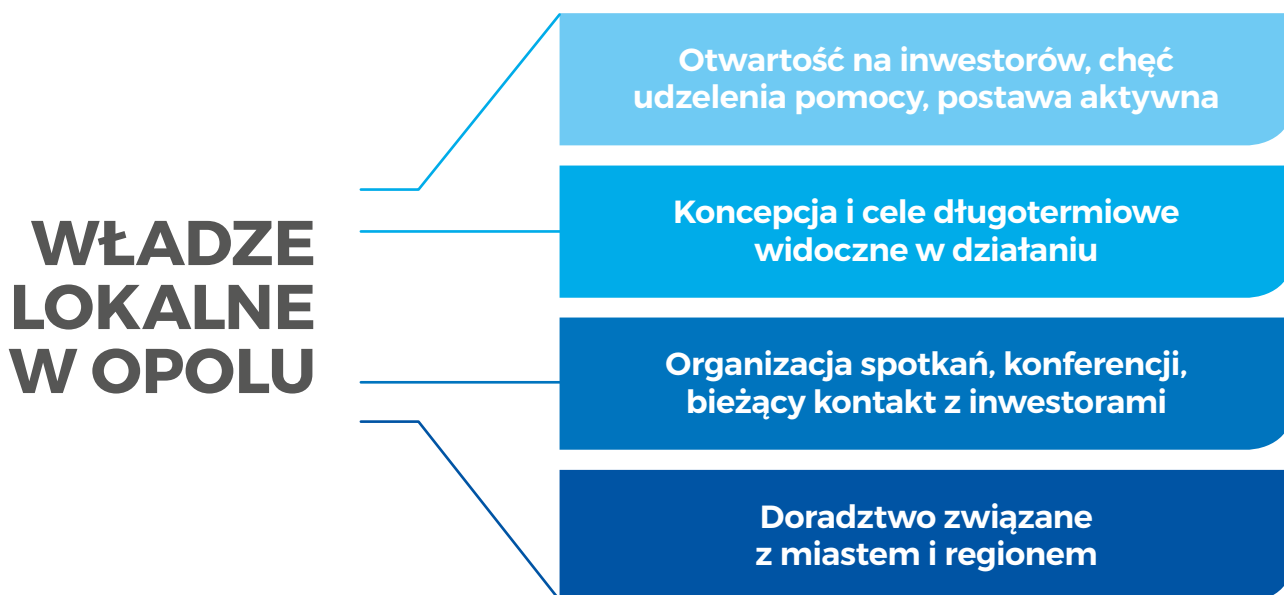 WŁADZE
LOKALNE
W OPOLU
Otwartość na inwestorów, chęć
udzelenia pomocy, postawa aktywna
Koncepcja i cele długotermiowe
widoczne w działaniu
Organizacja spotkań, konferencji,
bieżący kontakt z inwestorami
Doradztwo związane
z miastem i regionem